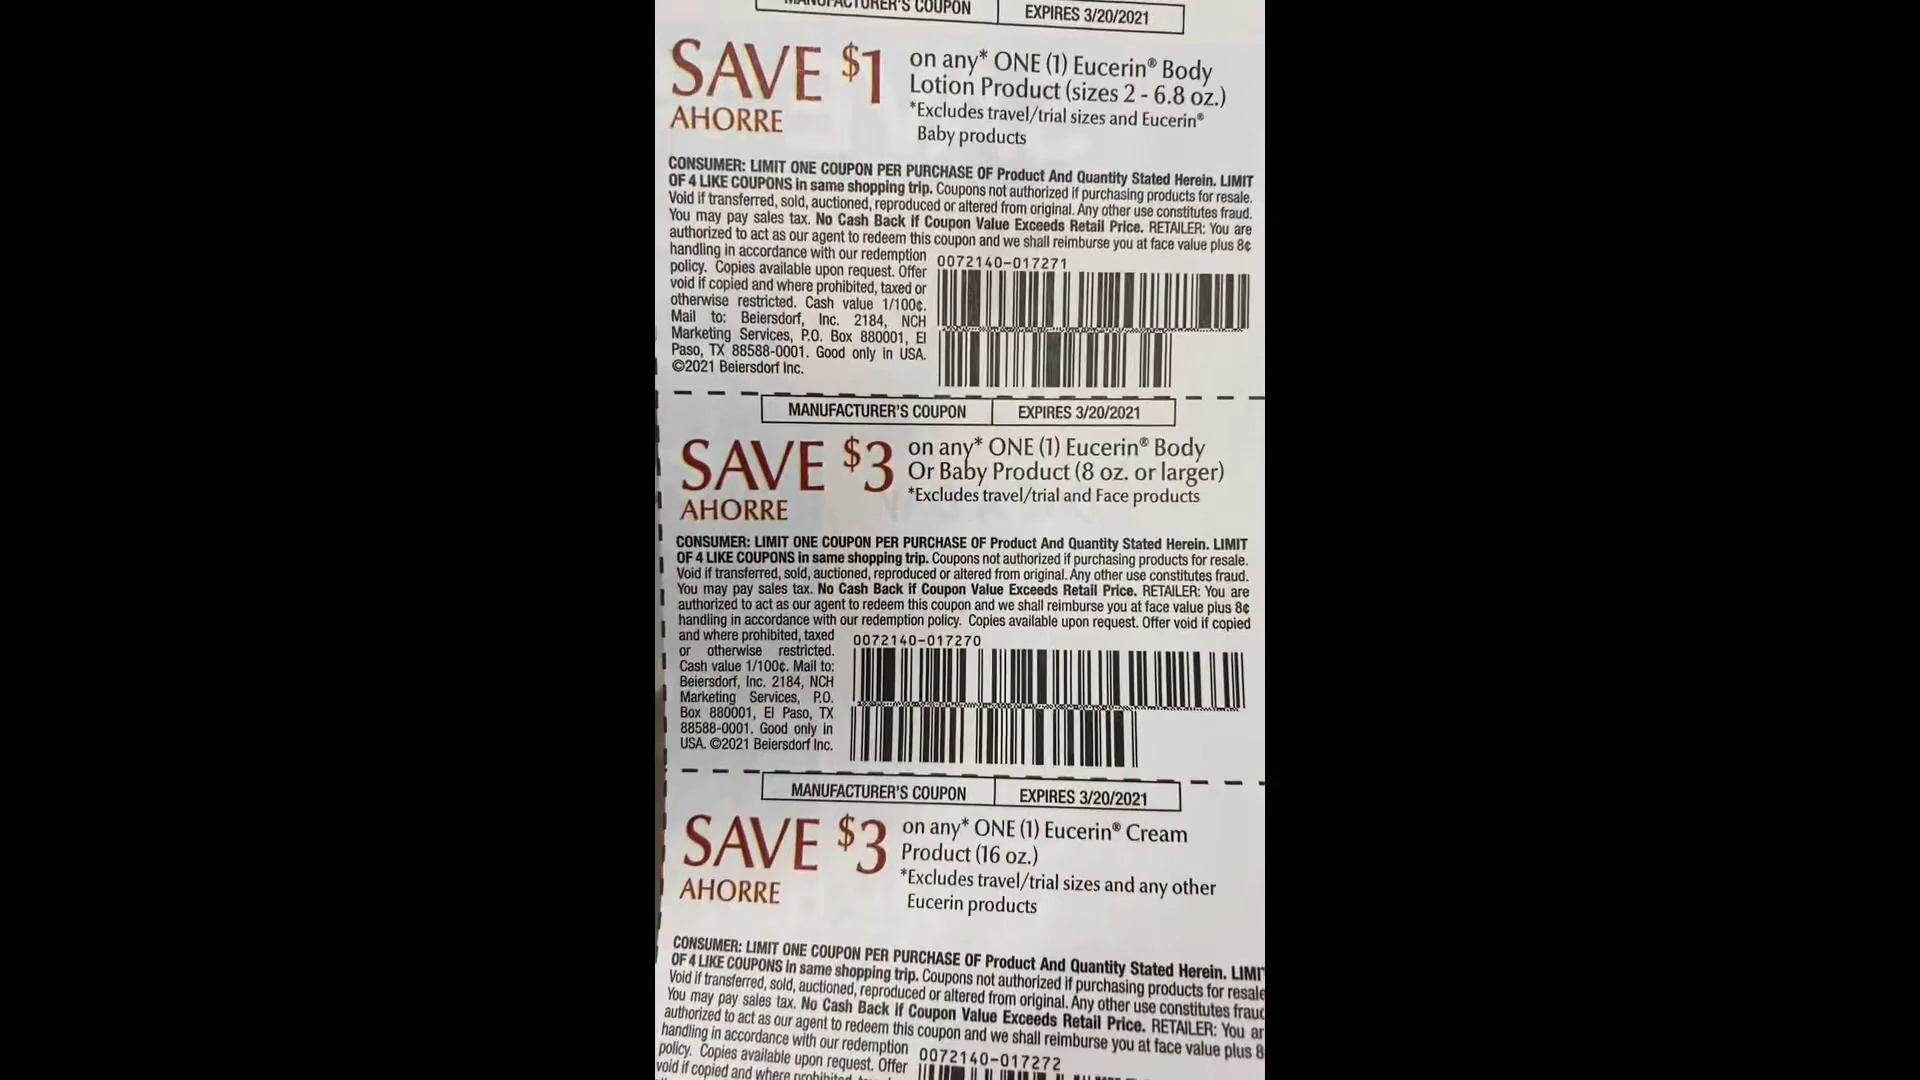 MANUFACTURER'S COUPON EXPIRES 3/20/2021
SAVE $1
AHORRE
on any* ONE (1) Eucerin® Body
Lotion Product (sizes 2 - 6.8 oz.)
*Excludes travel/trial sizes and Eucerin®
Baby products
CONSUMER: LIMIT ONE COUPON PER PURCHASE OF Product And Quantity Stated Herein. LIMIT
OF 4 LIKE COUPONS in same shopping trip. Coupons not authorized if purchasing products for resale.
Void if transferred, sold, auctioned, reproduced or altered from original. Any other use constitutes fraud.
You may pay sales tax. No Cash Back if Coupon Value Exceeds Retail Price. RETAILER: You are
authorized to act as our agent to redeem this coupon and we shall reimburse you at face value plus 8¢
handling in accordance with our redemption
policy. Copies available upon request. Offer
void if copied and where prohibited, taxed or
otherwise restricted. Cash value 1/100¢.
Mail to: Beiersdorf, Inc. 2184, NCH
Marketing Services, P.O. Box 880001, El
Paso, TX 88588-0001. Good only in USA.
©2021 Beiersdorf Inc.
0072140-017271
MANUFACTURER'S COUPON EXPIRES 3/20/2021
SAVE $3
AHORRE
on any* ONE (1) Eucerin® Body
Or Baby Product (8 oz. or larger)
*Excludes travel/trial and Face products
CONSUMER: LIMIT ONE COUPON PER PURCHASE OF Product And Quantity Stated Herein. LIMIT
OF 4 LIKE COUPONS in same shopping trip. Coupons not authorized if purchasing products for resale.
Void if transferred, sold, auctioned, reproduced or altered from original. Any other use constitutes fraud.
You may pay sales tax. No Cash Back if Coupon Value Exceeds Retail Price. RETAILER: You are
authorized to act as our agent to redeem this coupon and we shall reimburse you at face value plus 8¢
handling in accordance with our redemption policy. Copies available upon request. Offer void if copied
and where prohibited, taxed
or otherwise restricted.
Cash value 1/100¢. Mail to:
Beiersdorf, Inc. 2184, NCH
Marketing Services, P.O.
Box 880001, El Paso, TX
88588-0001. Good only in
USA. ©2021 Beiersdorf Inc.
0072140-017270
MANUFACTURER'S COUPON EXPIRES 3/20/2021
SAVE $3
AHORRE
on any* ONE (1) Eucerin® Cream
Product (16 oz.)
*Excludes travel/trial sizes and any other
Eucerin products
CONSUMER: LIMIT ONE COUPON PER PURCHASE OF Product And Quantity Stated Herein. LIMI
OF 4 LIKE COUPONS in same shopping trip. Coupons not authorized if purchasing products for resale
Void if transferred, sold, auctioned, reproduced or altered from original. Any other use constitutes frau
You may pay sales tax. No Cash Back if Coupon Value Exceeds Retail Price. RETAILER: You ar
authorized to act as our agent to redeem this coupon and we shall reimburse you at face value plus 8
handling in accordance with our redemption
policy. Copies available upon request. Offer
void if copied and where
0072140-017272